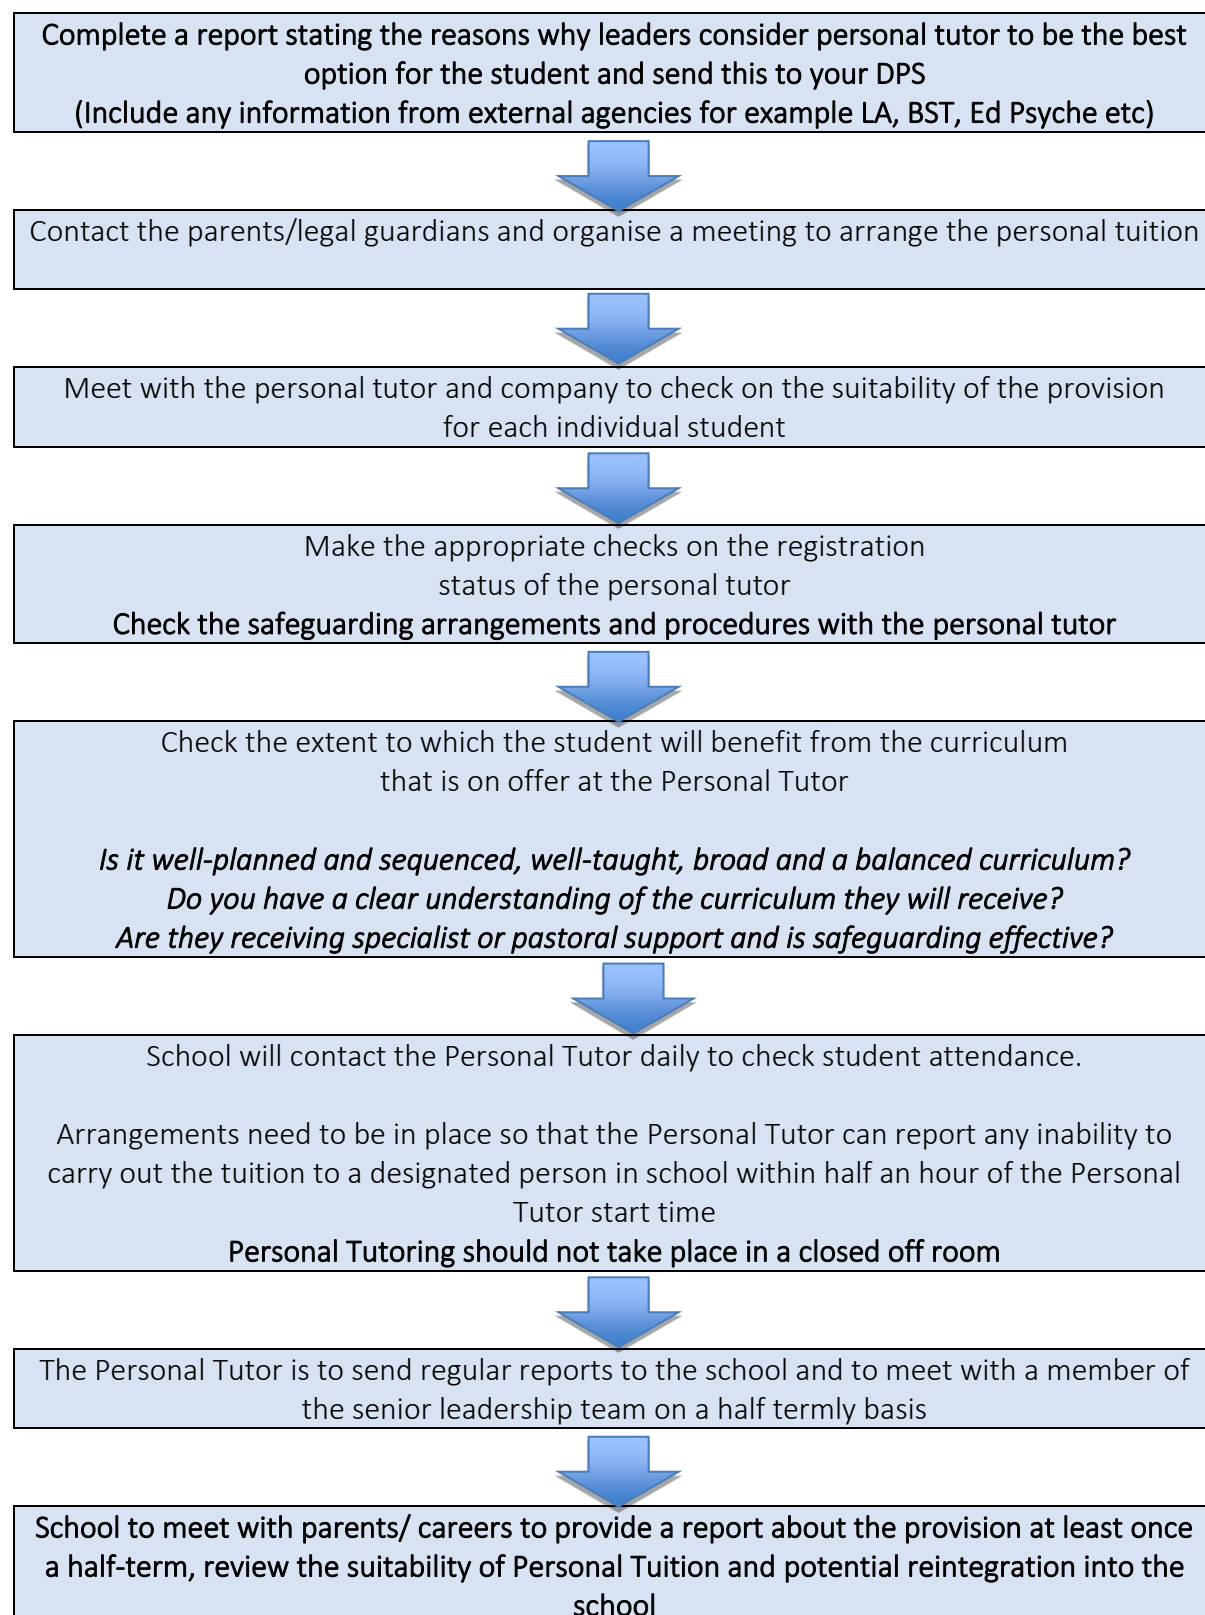 Complete a report stating the reasons why leaders consider personal tutor to be the best
option for the student and send this to your DPS
(Include any information from external agencies for example LA, BST, Ed Psyche etc)
Contact the parents/legal guardians and organise a meeting to arrange the personal tuition
Meet with the personal tutor and company to check on the suitability of the provision
for each individual student
Make the appropriate checks on the registration
status of the personal tutor
Check the safeguarding arrangements and procedures with the personal tutor
Check the extent to which the student will benefit from the curriculum
that is on offer at the Personal Tutor
Is it well-planned and sequenced, well-taught, broad and a balanced curriculum?
Do you have a clear understanding of the curriculum they will receive?
Are they receiving specialist or pastoral support and is safeguarding effective?
School will contact the Personal Tutor daily to check student attendance.
Arrangements need to be in place so that the Personal Tutor can report any inability to
carry out the tuition to a designated person in school within half an hour of the Personal
Tutor start time
Personal Tutoring should not take place in a closed off room
The Personal Tutor is to send regular reports to the school and to meet with a member of
the senior leadership team on a half termly basis
School to meet with parents/ careers to provide a report about the provision at least once
a half-term, review the suitability of Personal Tuition and potential reintegration into the
school